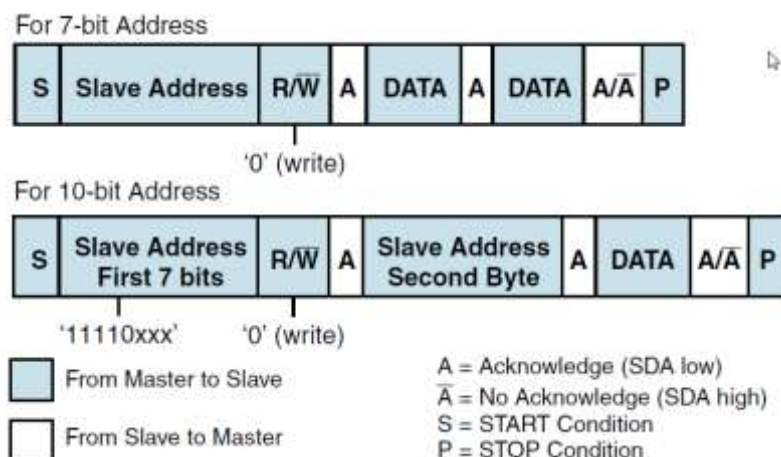 For 7-bit Address
S Slave Address R/W̅ A DATA A DATA A/A̅ P
‘0’ (write)
For 10-bit Address
S Slave Address First 7 bits R/W̅ A Slave Address Second Byte A DATA A/A̅ P
‘11110xxx’ ‘0’ (write)
From Master to Slave
From Slave to Master
A = Acknowledge (SDA low)
A̅ = No Acknowledge (SDA high)
S = START Condition
P = STOP Condition